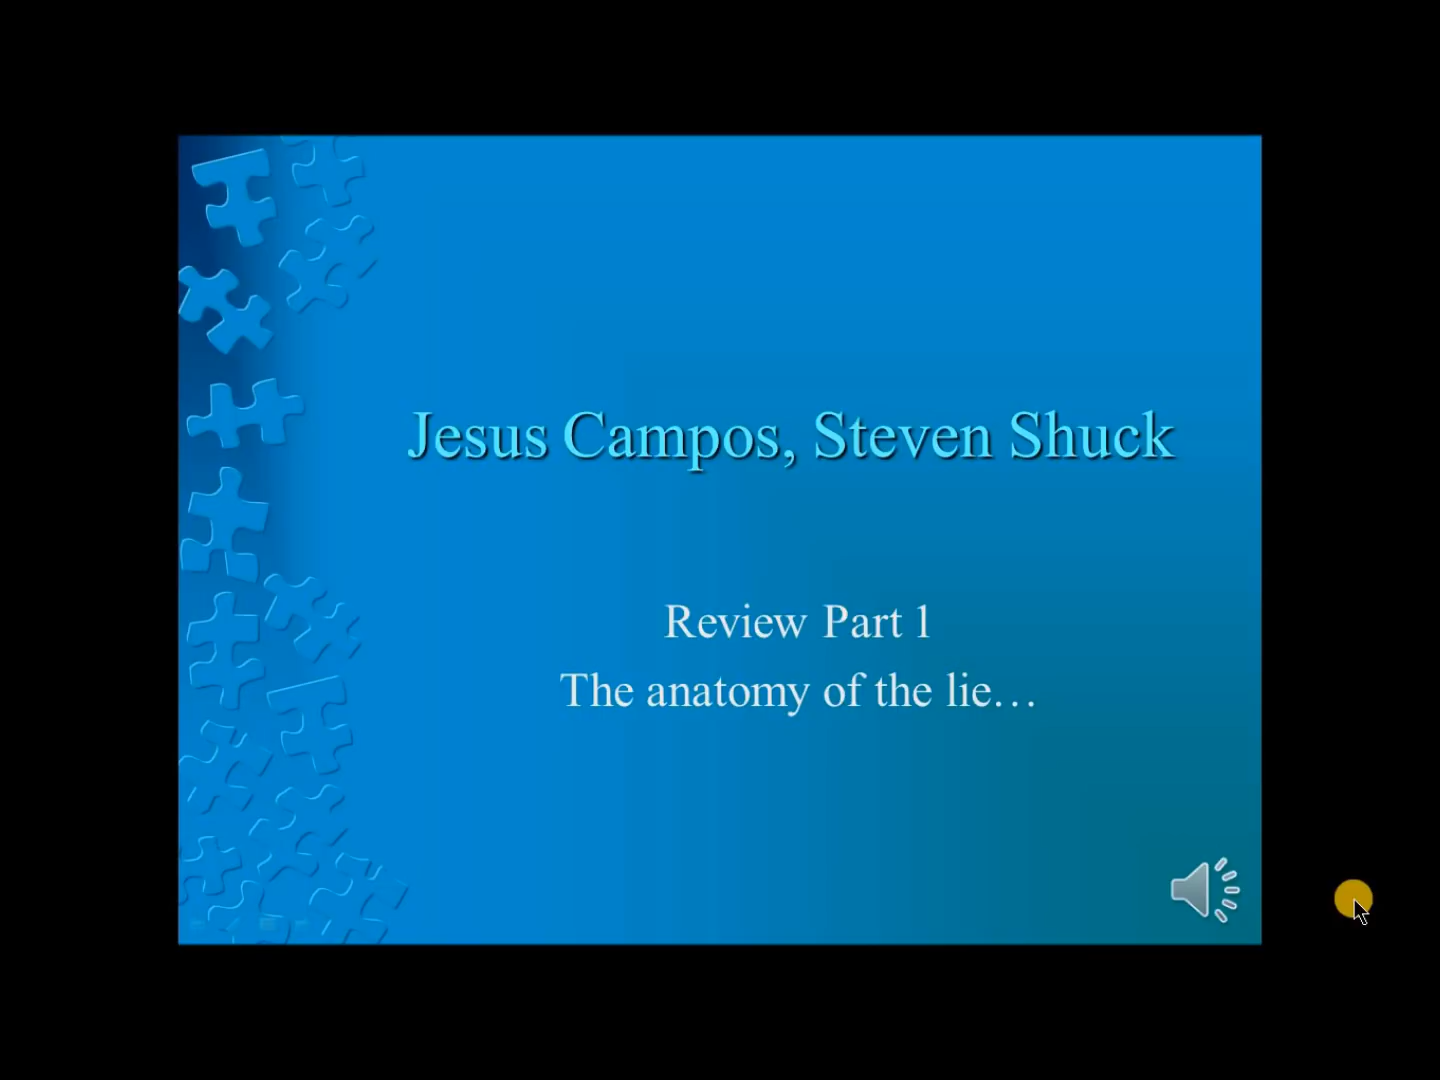 Jesus Campos, Steven Shuck
Review Part 1
The anatomy of the lie…